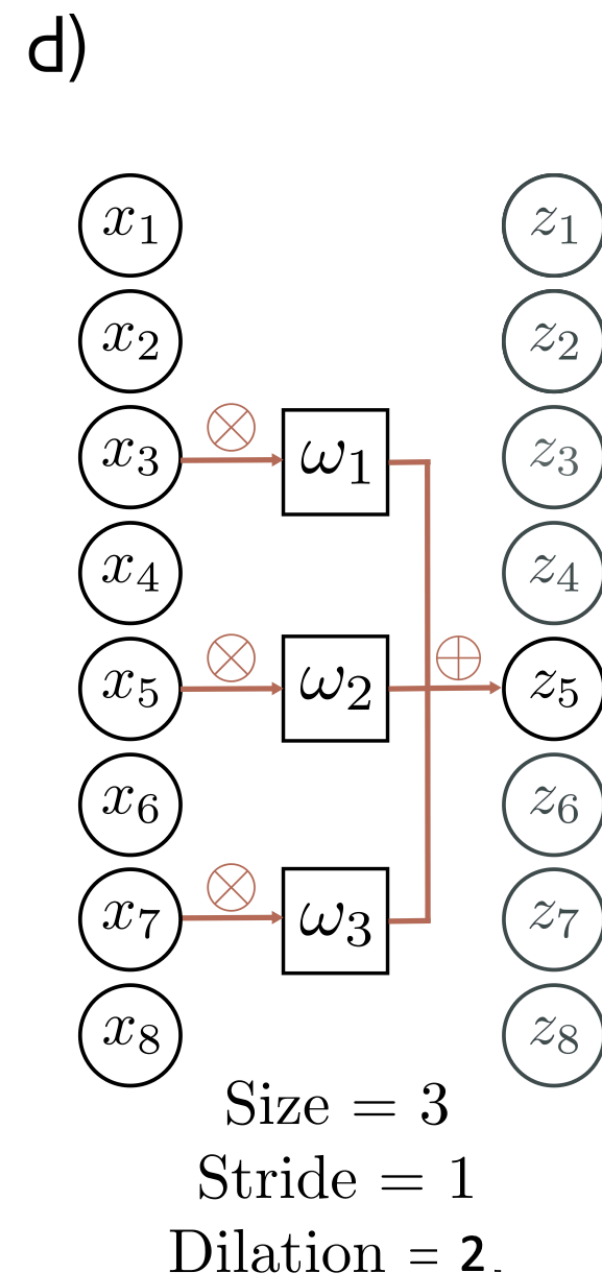 d)
x₁ z₁
x₂ z₂
x₃ ⊗ ω₁ z₃
x₄ z₄
x₅ ⊗ ω₂ ⊕ z₅
x₆ z₆
x₇ ⊗ ω₃ z₇
x₈ z₈
Size = 3
Stride = 1
Dilation = 2.